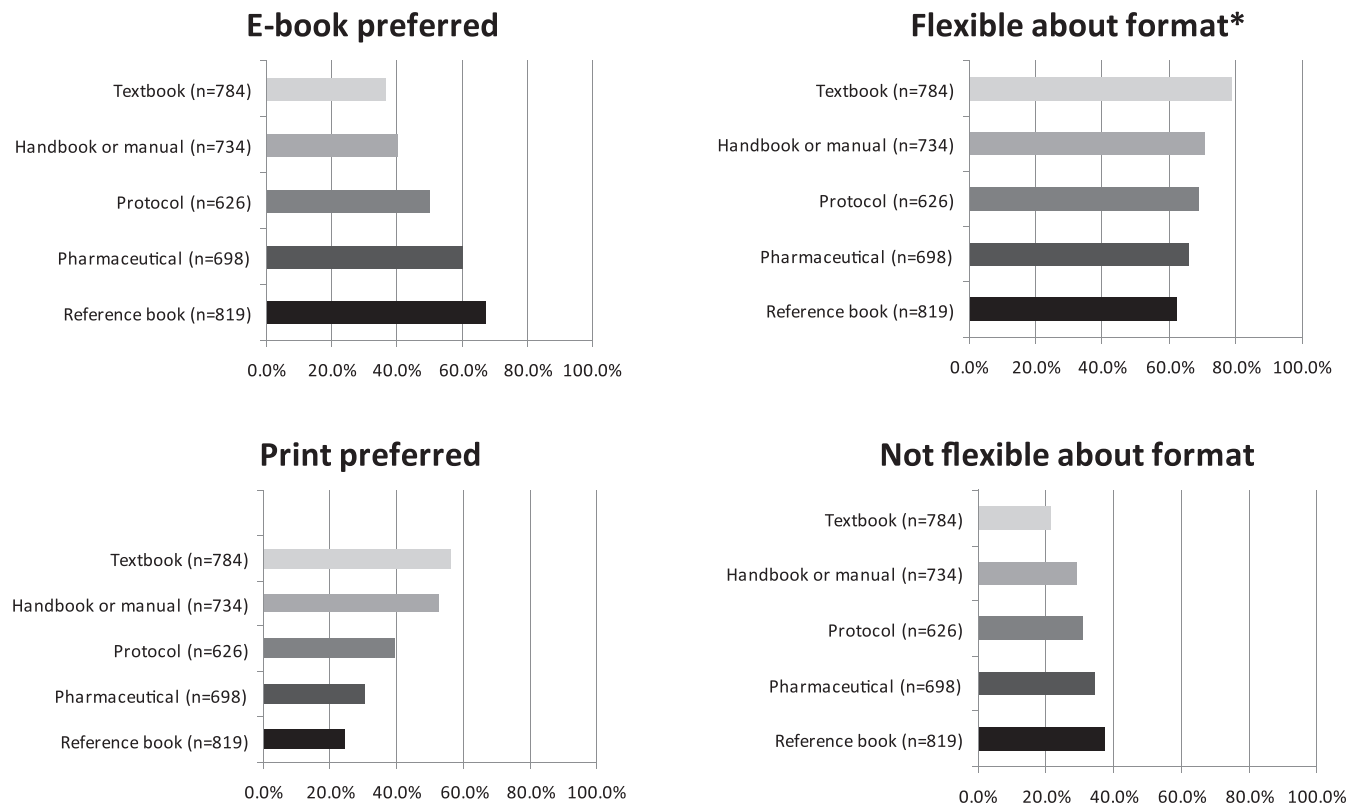 E-book preferred
Textbook (n=784)
Handbook or manual (n=734)
Protocol (n=626)
Pharmaceutical (n=698)
Reference book (n=819)
0.0% 20.0% 40.0% 60.0% 80.0% 100.0%
Flexible about format*
Textbook (n=784)
Handbook or manual (n=734)
Protocol (n=626)
Pharmaceutical (n=698)
Reference book (n=819)
0.0% 20.0% 40.0% 60.0% 80.0% 100.0%
Print preferred
Textbook (n=784)
Handbook or manual (n=734)
Protocol (n=626)
Pharmaceutical (n=698)
Reference book (n=819)
0.0% 20.0% 40.0% 60.0% 80.0% 100.0%
Not flexible about format
Textbook (n=784)
Handbook or manual (n=734)
Protocol (n=626)
Pharmaceutical (n=698)
Reference book (n=819)
0.0% 20.0% 40.0% 60.0% 80.0% 100.0%